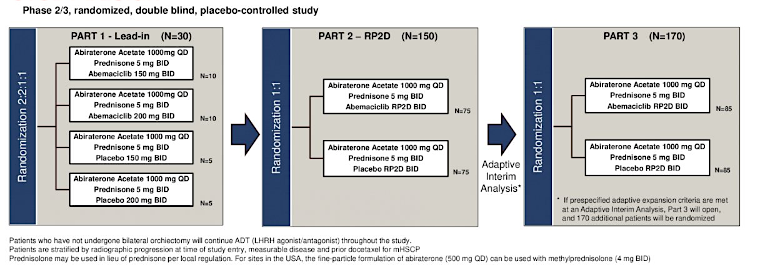 Phase 2/3, randomized, double blind, placebo-controlled study
Randomization 2:2:1:1
PART 1 - Lead-in (N=30)
Abiraterone Acetate 1000mg QD
Prednisone 5 mg BID
Abemaciclib 150 mg BID
N=10
Abiraterone Acetate 1000mg QD
Prednisone 5 mg BID
Abemaciclib 200 mg BID
N=10
Abiraterone Acetate 1000 mg QD
Prednisone 5 mg BID
Placebo 150 mg BID
N=5
Abiraterone Acetate 1000 mg QD
Prednisone 5 mg BID
Placebo 200 mg BID
N=5
Randomization 1:1
PART 2 – RP2D (N=150)
Abiraterone Acetate 1000 mg QD
Prednisone 5 mg BID
Abemaciclib RP2D BID
N=75
Abiraterone Acetate 1000 mg QD
Prednisone 5 mg BID
Placebo RP2D BID
N=75
Adaptive
Interim
Analysis*
Randomization 1:1
PART 3 (N=170)
Abiraterone Acetate 1000 mg QD
Prednisone 5 mg BID
Abemaciclib RP2D BID
N=85
Abiraterone Acetate 1000 mg QD
Prednisone 5 mg BID
Placebo RP2D BID
N=85
* If prespecified adaptive expansion criteria are met
at an Adaptive Interim Analysis, Part 3 will open,
and 170 additional patients will be randomized
Patients who have not undergone bilateral orchiectomy will continue ADT (LHRH agonist/antagonist) throughout the study.
Patients are stratified by radiographic progression at time of study entry, measurable disease and prior docetaxel for mHSCP
Prednisolone may be used in lieu of prednisone per local regulation. For sites in the USA, the fine-particle formulation of abiraterone (500 mg QD) can be used with methylprednisolone (4 mg BID)